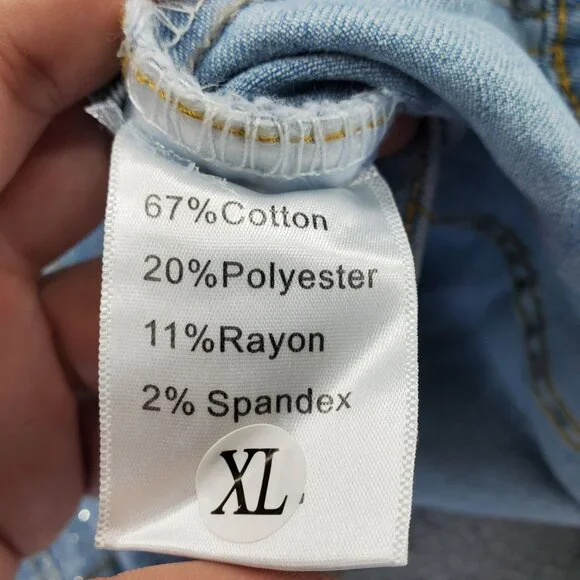 67%Cotton
20%Polyester
11%Rayon
2% Spandex
XL